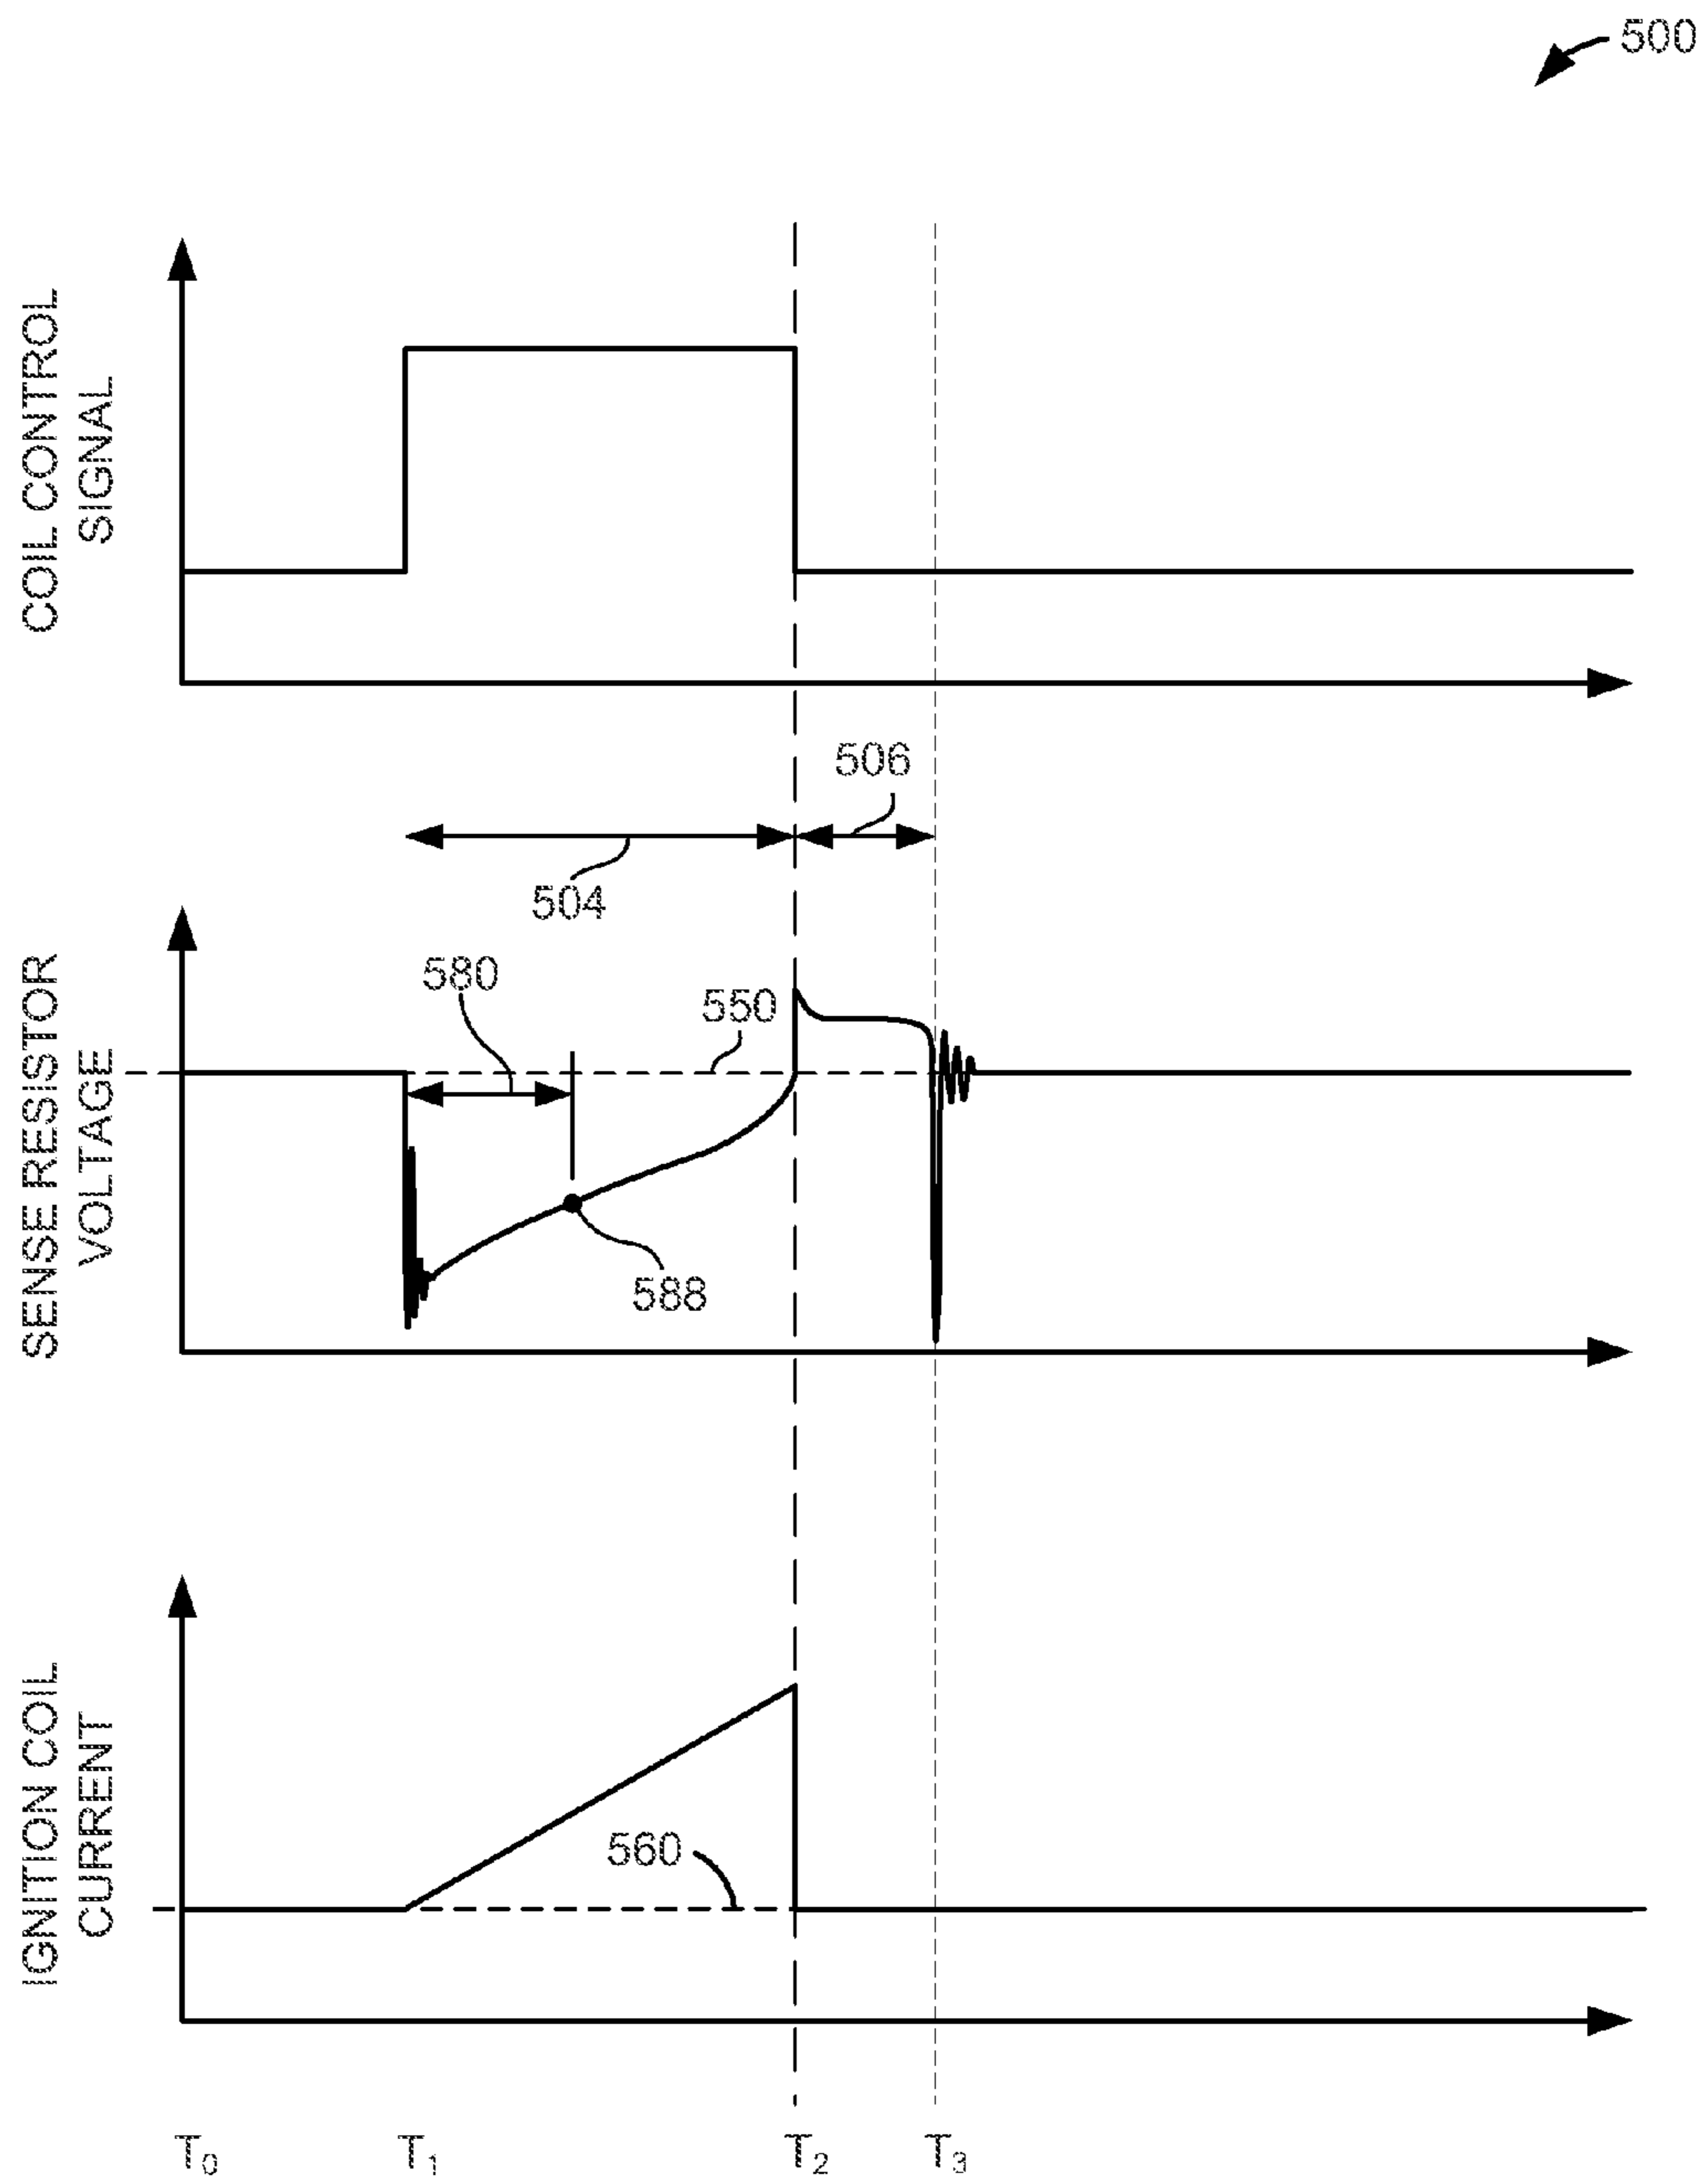 500
COIL CONTROL
SIGNAL
506
504
SENSE RESISTOR
VOLTAGE
580
550
588
IGNITION COIL
CURRENT
560
T0 T1 T2 T3